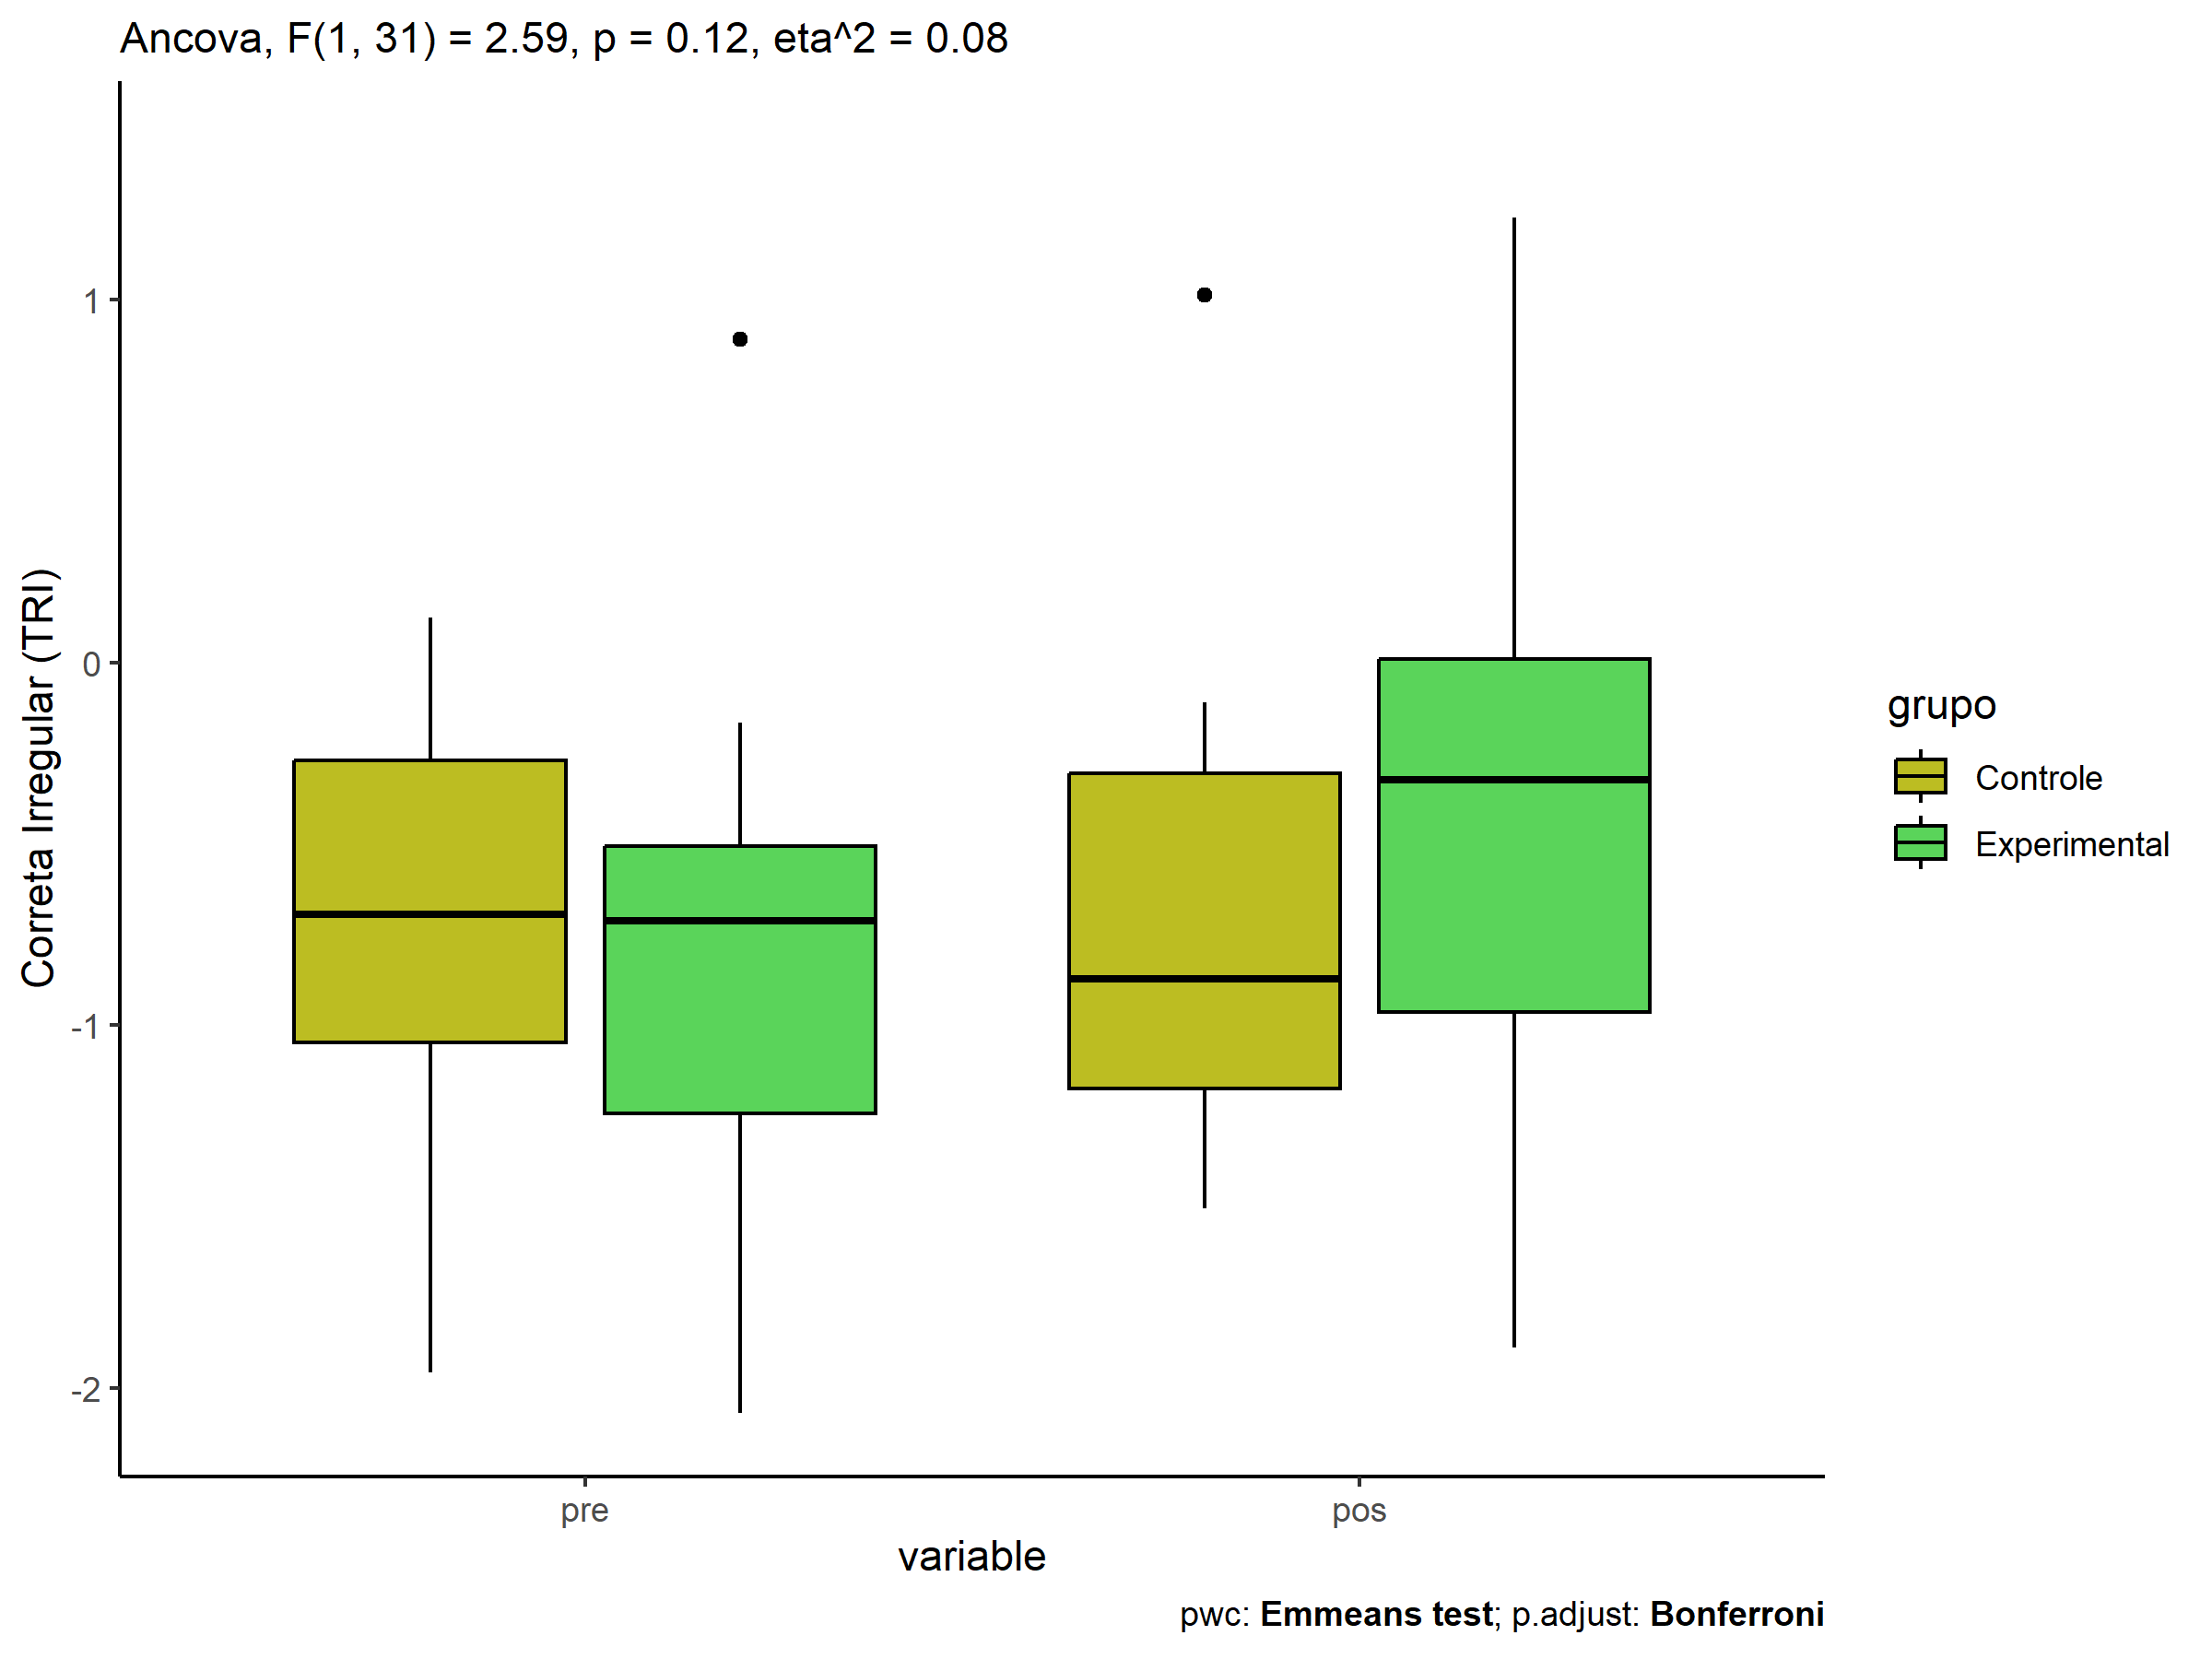 Ancova, F(1, 31) = 2.59, p = 0.12, eta^2 = 0.08
Correta Irregular (TRI)
1
0
-1
-2
pre
pos
variable
grupo
Controle
Experimental
pwc: Emmeans test; p.adjust: Bonferroni